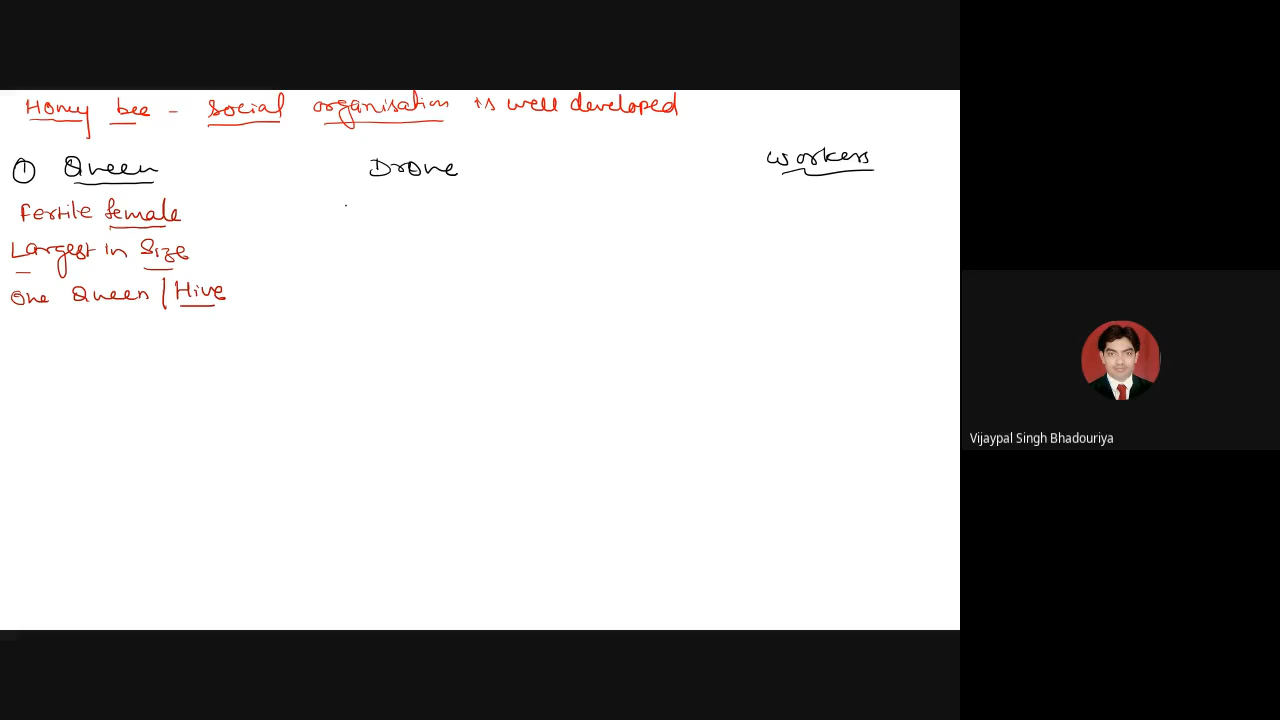 Honey bee - social organisation is well developed
① Queen Drone workers
Fertile female
Largest in Size
One Queen | Hive
Vijaypal Singh Bhadouriya